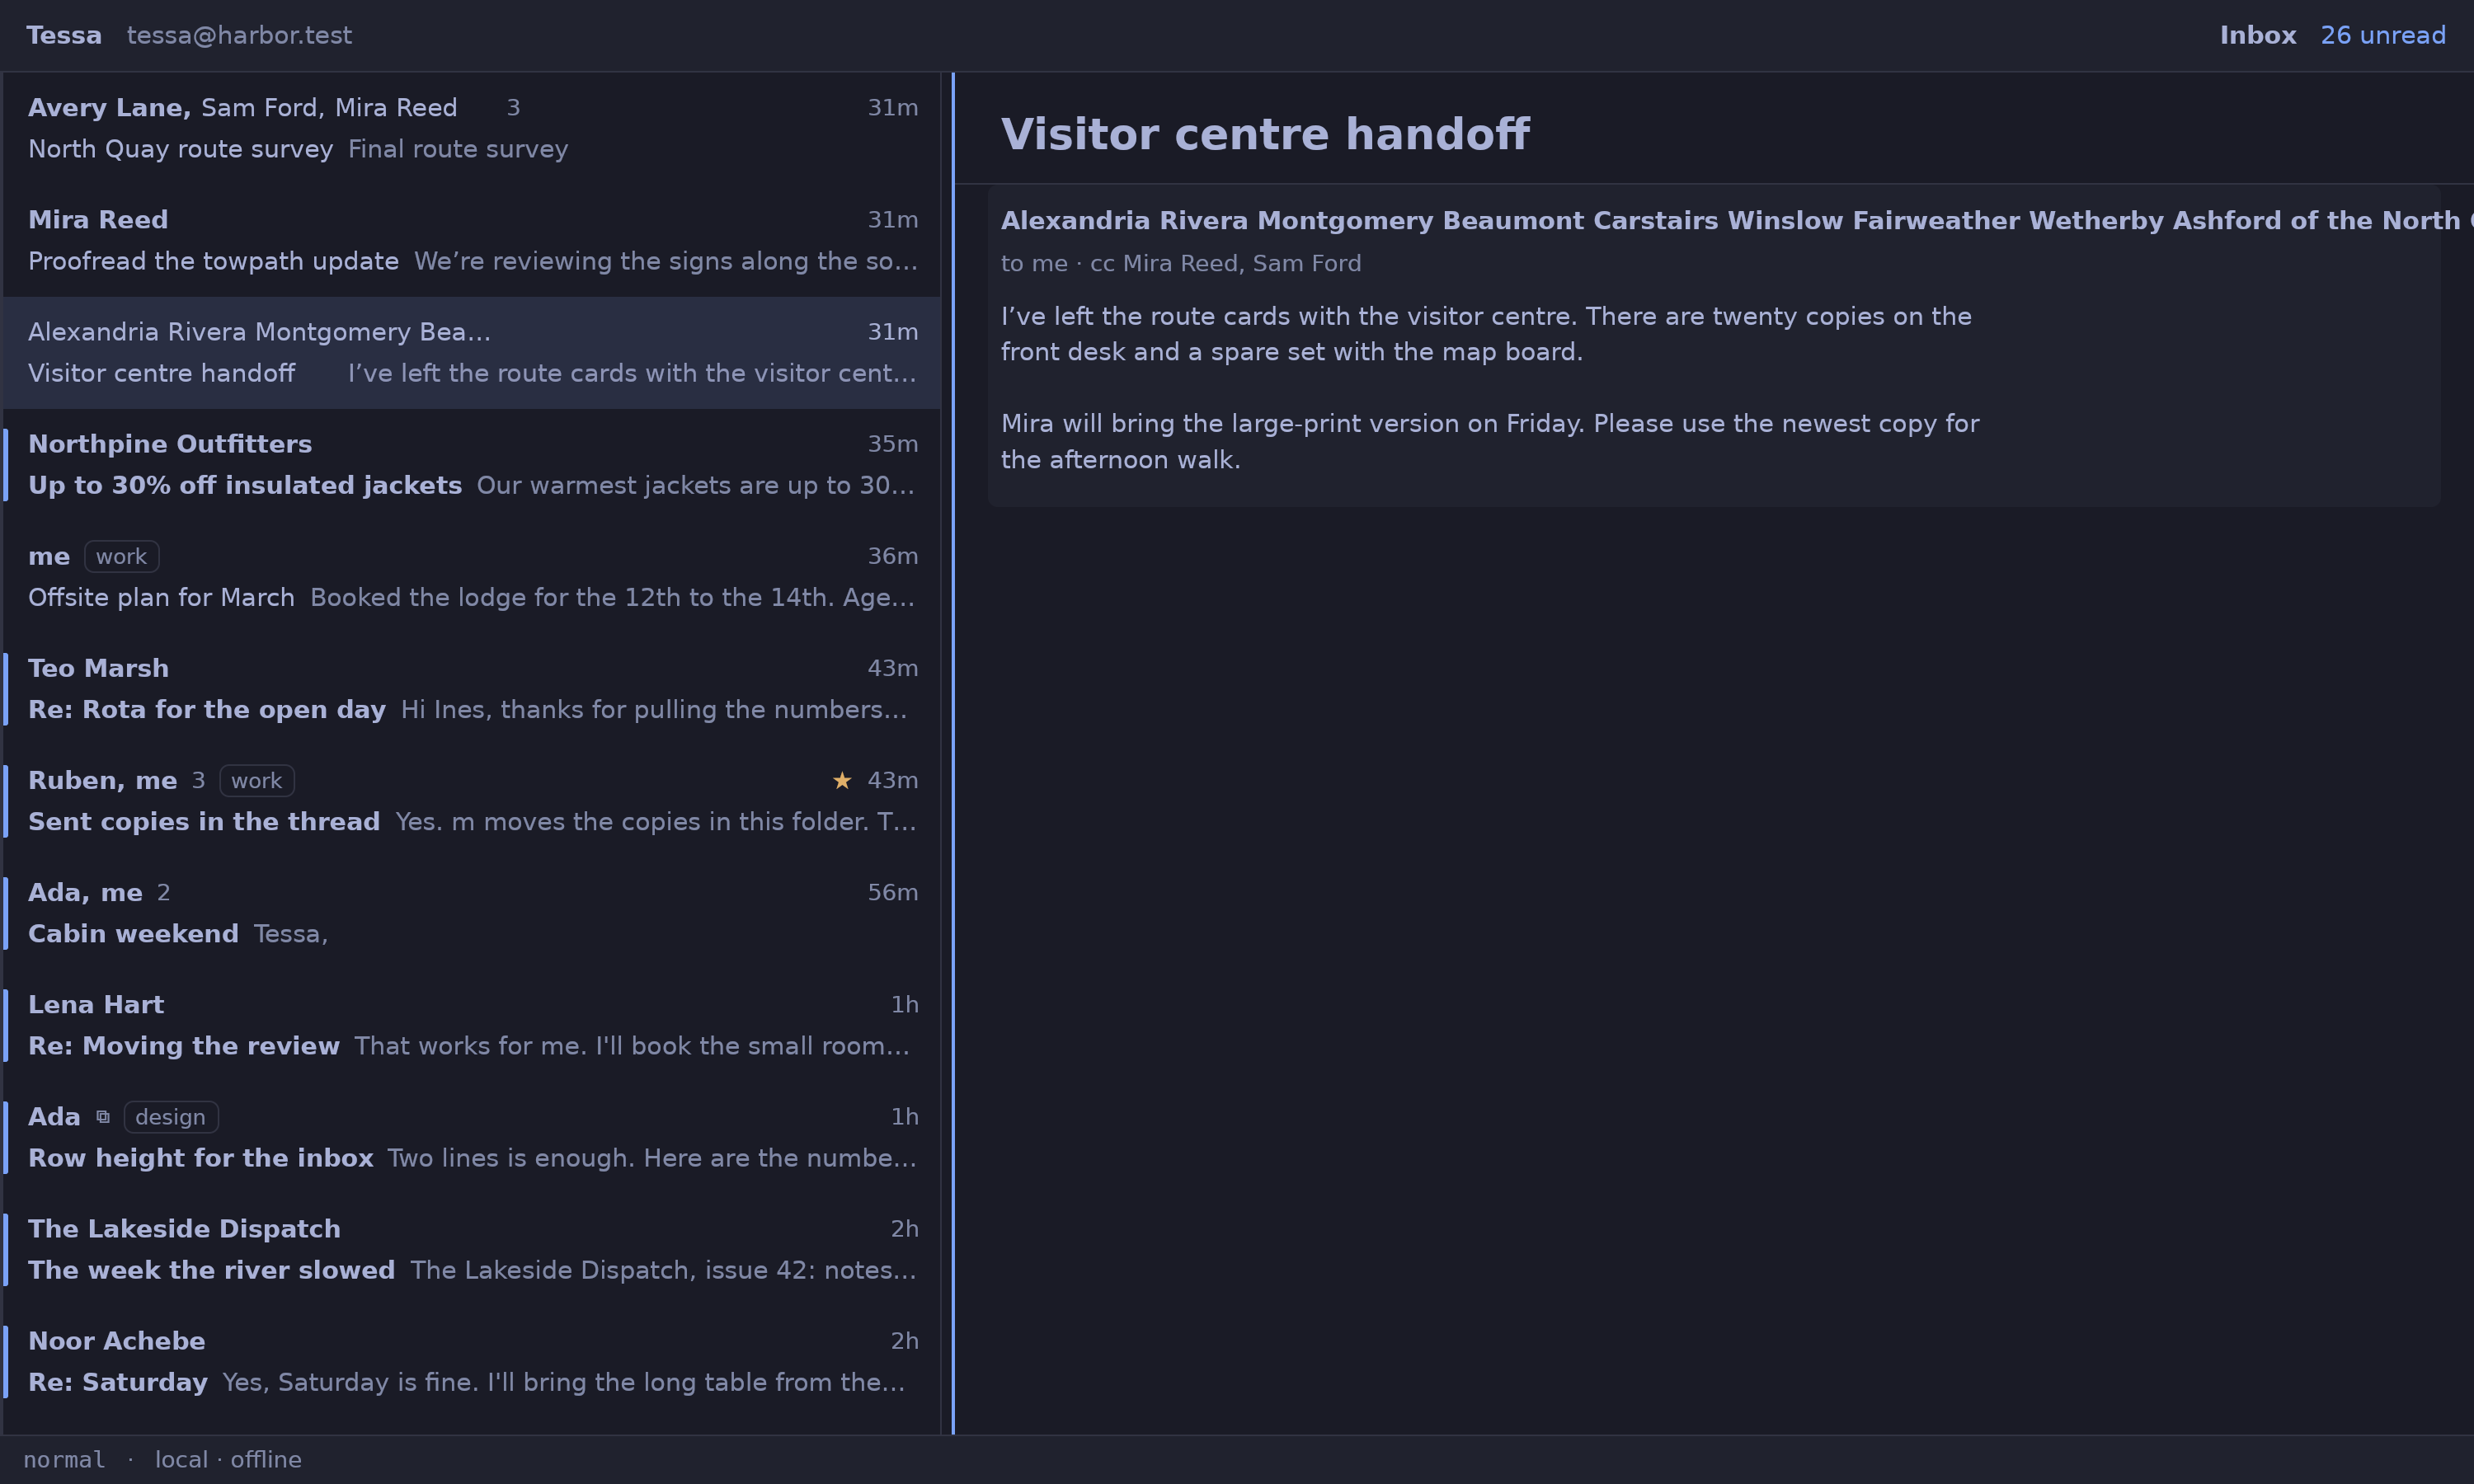 Tessa tessa@harbor.test
Inbox 26 unread
Avery Lane, Sam Ford, Mira Reed 3 31m
North Quay route survey Final route survey
Mira Reed 31m
Proofread the towpath update We’re reviewing the signs along the so…
Alexandria Rivera Montgomery Bea… 31m
Visitor centre handoff I’ve left the route cards with the visitor cent…
Northpine Outfitters 35m
Up to 30% off insulated jackets Our warmest jackets are up to 30…
me work 36m
Offsite plan for March Booked the lodge for the 12th to the 14th. Age…
Teo Marsh 43m
Re: Rota for the open day Hi Ines, thanks for pulling the numbers…
Ruben, me 3 work ★ 43m
Sent copies in the thread Yes. m moves the copies in this folder. T…
Ada, me 2 56m
Cabin weekend Tessa,
Lena Hart 1h
Re: Moving the review That works for me. I'll book the small room…
Ada ⧉ design 1h
Row height for the inbox Two lines is enough. Here are the numbe…
The Lakeside Dispatch 2h
The week the river slowed The Lakeside Dispatch, issue 42: notes…
Noor Achebe 2h
Re: Saturday Yes, Saturday is fine. I'll bring the long table from the…
Visitor centre handoff
Alexandria Rivera Montgomery Beaumont Carstairs Winslow Fairweather Wetherby Ashford of the North
to me · cc Mira Reed, Sam Ford
I’ve left the route cards with the visitor centre. There are twenty copies on the
front desk and a spare set with the map board.
Mira will bring the large-print version on Friday. Please use the newest copy for
the afternoon walk.
normal · local · offline